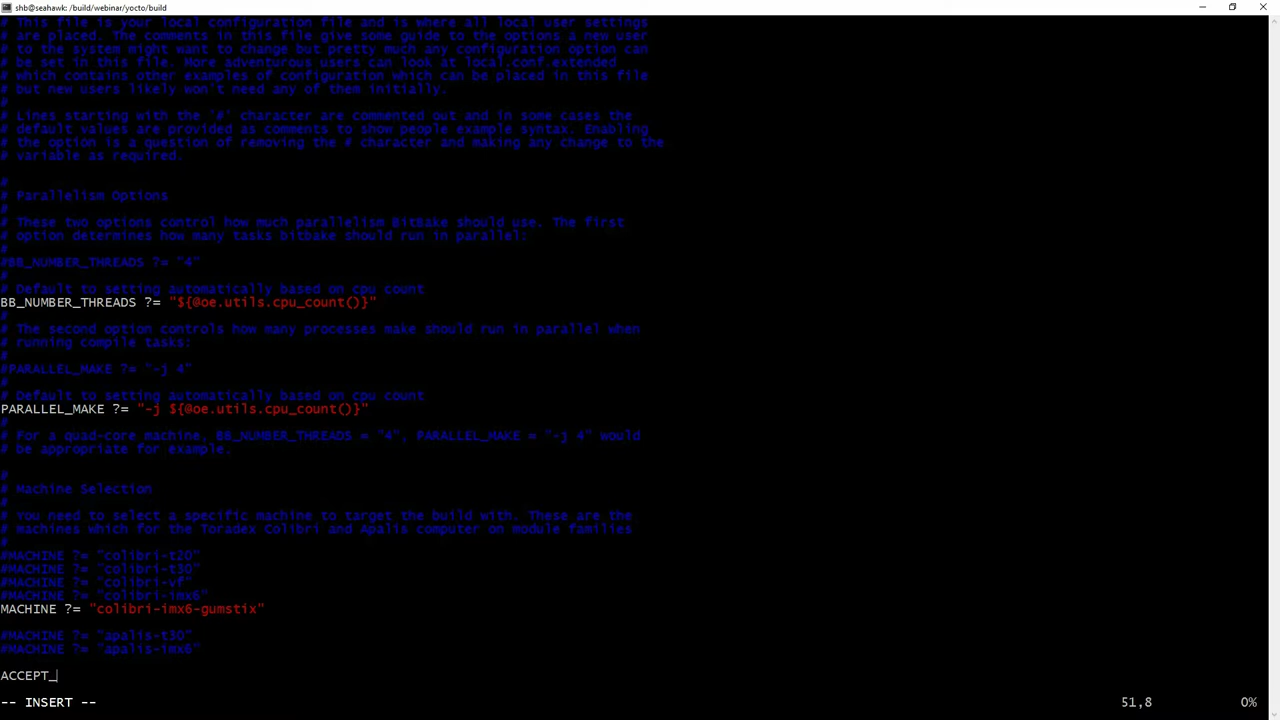 shb@seahawk: /build/webinar/yocto/build
# This file is your local configuration file and is where all local user settings
# are placed. The comments in this file give some guide to the options a new user
# to the system might want to change but pretty much any configuration option can
# be set in this file. More adventurous users can look at local.conf.extended
# which contains other examples of configuration which can be placed in this file
# but new users likely won't need any of them initially.
#
# Lines starting with the '#' character are commented out and in some cases the
# default values are provided as comments to show people example syntax. Enabling
# the option is a question of removing the # character and making any change to the
# variable as required.
#
# Parallelism Options
#
# These two options control how much parallelism BitBake should use. The first
# option determines how many tasks bitbake should run in parallel:
#
#BB_NUMBER_THREADS ?= "4"
#
# Default to setting automatically based on cpu count
BB_NUMBER_THREADS ?= "${@oe.utils.cpu_count()}"
#
# The second option controls how many processes make should run in parallel when
# running compile tasks:
#
#PARALLEL_MAKE ?= "-j 4"
#
# Default to setting automatically based on cpu count
PARALLEL_MAKE ?= "-j ${@oe.utils.cpu_count()}"
#
# For a quad-core machine, BB_NUMBER_THREADS = "4", PARALLEL_MAKE = "-j 4" would
# be appropriate for example.
#
# Machine Selection
#
# You need to select a specific machine to target the build with. These are the
# machines which for the Toradex Colibri and Apalis computer on module families
#
#MACHINE ?= "colibri-t20"
#MACHINE ?= "colibri-t30"
#MACHINE ?= "colibri-vf"
#MACHINE ?= "colibri-imx6"
MACHINE ?= "colibri-imx6-gumstix"
#MACHINE ?= "apalis-t30"
#MACHINE ?= "apalis-imx6"
ACCEPT_
-- INSERT --
51,8
0%